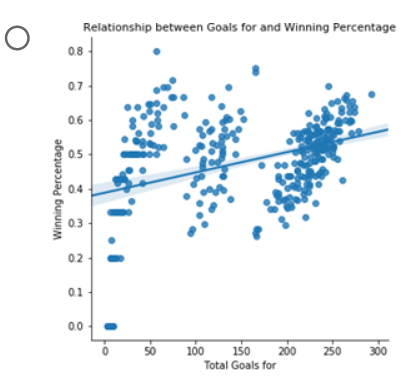 Relationship between Goals for and Winning Percentage
0.8
0.7
0.6
0.5
0.4
0.3
0.2
0.1
0.0
Winning Percentage
0 50 100 150 200 250 300
Total Goals for